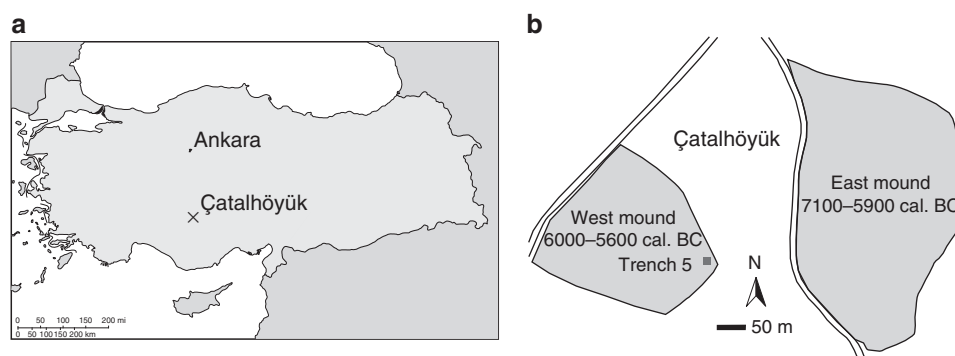 a
Ankara
Çatalhöyük
0 50 100 150 200 mi
0 50 100 150 200 km
b
Çatalhöyük
East mound
7100–5900 cal. BC
West mound
6000–5600 cal. BC
Trench 5
N
50 m